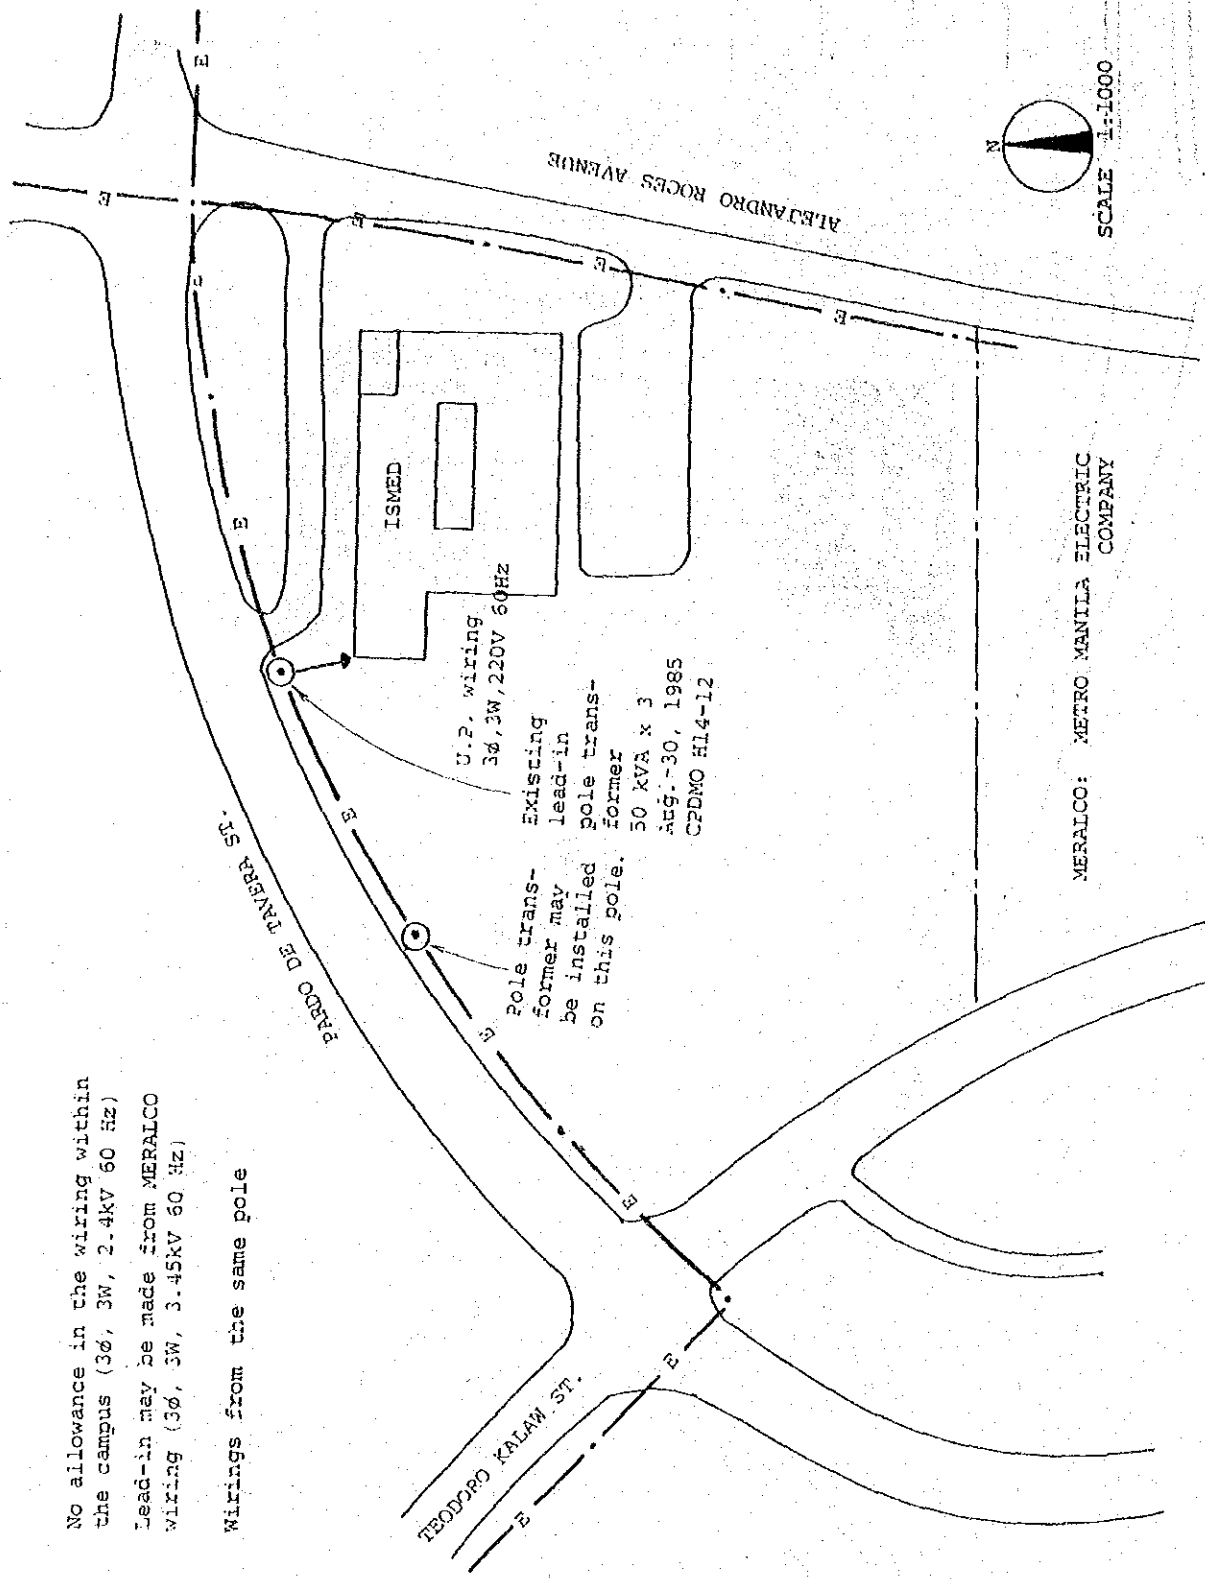 No allowance in the wiring within
the campus (3ø, 3W, 2.4kV 60 Hz)
Lead-in may be made from MERALCO
wiring (3ø, 3W, 3.45kV 60 Hz)
Wirings from the same pole
TEODORO KALAW ST.
PARDO DE TAVERA ST.
ALEJANDRO ROCES AVENUE
ISMED
U.P. wiring
3ø,3W,220V 60Hz
Existing
lead-in
pole trans-
former
50 kVA x 3
Aug. 30, 1985
CPDMO H14-12
Pole trans-
former may
be installed
on this pole.
E
E
E
E
E
E
E
E
E
E
E
E
E
MERALCO: METRO MANILA ELECTRIC
COMPANY
N
SCALE 1:1000